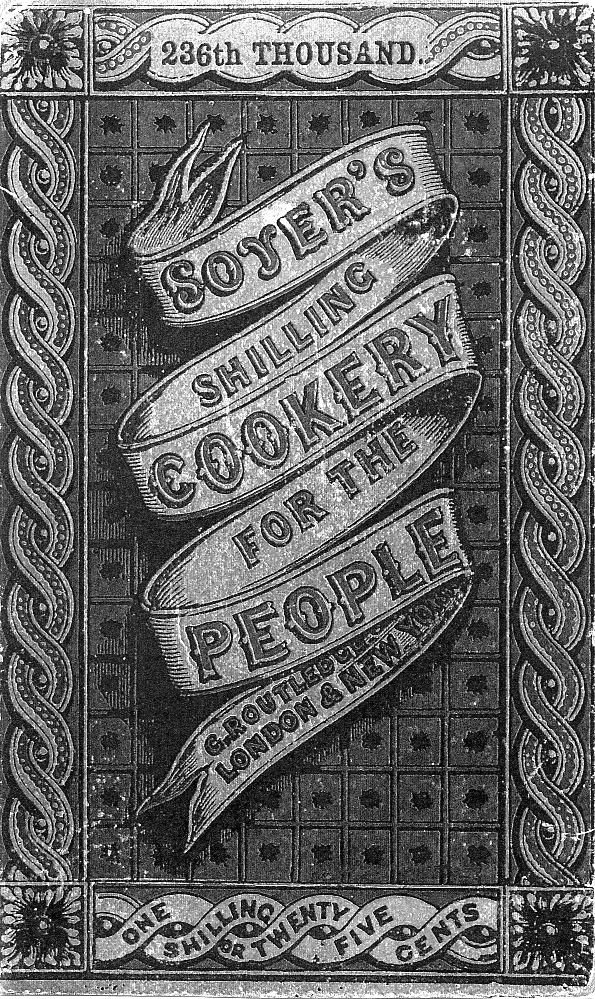 236th THOUSAND.
SOYER'S
SHILLING
COOKERY
FOR THE
PEOPLE
G. ROUTLEDGE & Co.
LONDON & NEW YORK
ONE SHILLING OR TWENTY FIVE CENTS